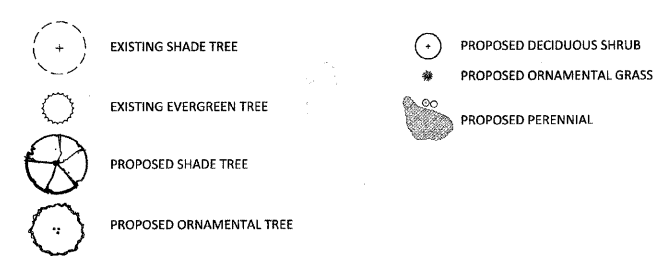 EXISTING SHADE TREE
EXISTING EVERGREEN TREE
PROPOSED SHADE TREE
PROPOSED ORNAMENTAL TREE
PROPOSED DECIDUOUS SHRUB
PROPOSED ORNAMENTAL GRASS
PROPOSED PERENNIAL